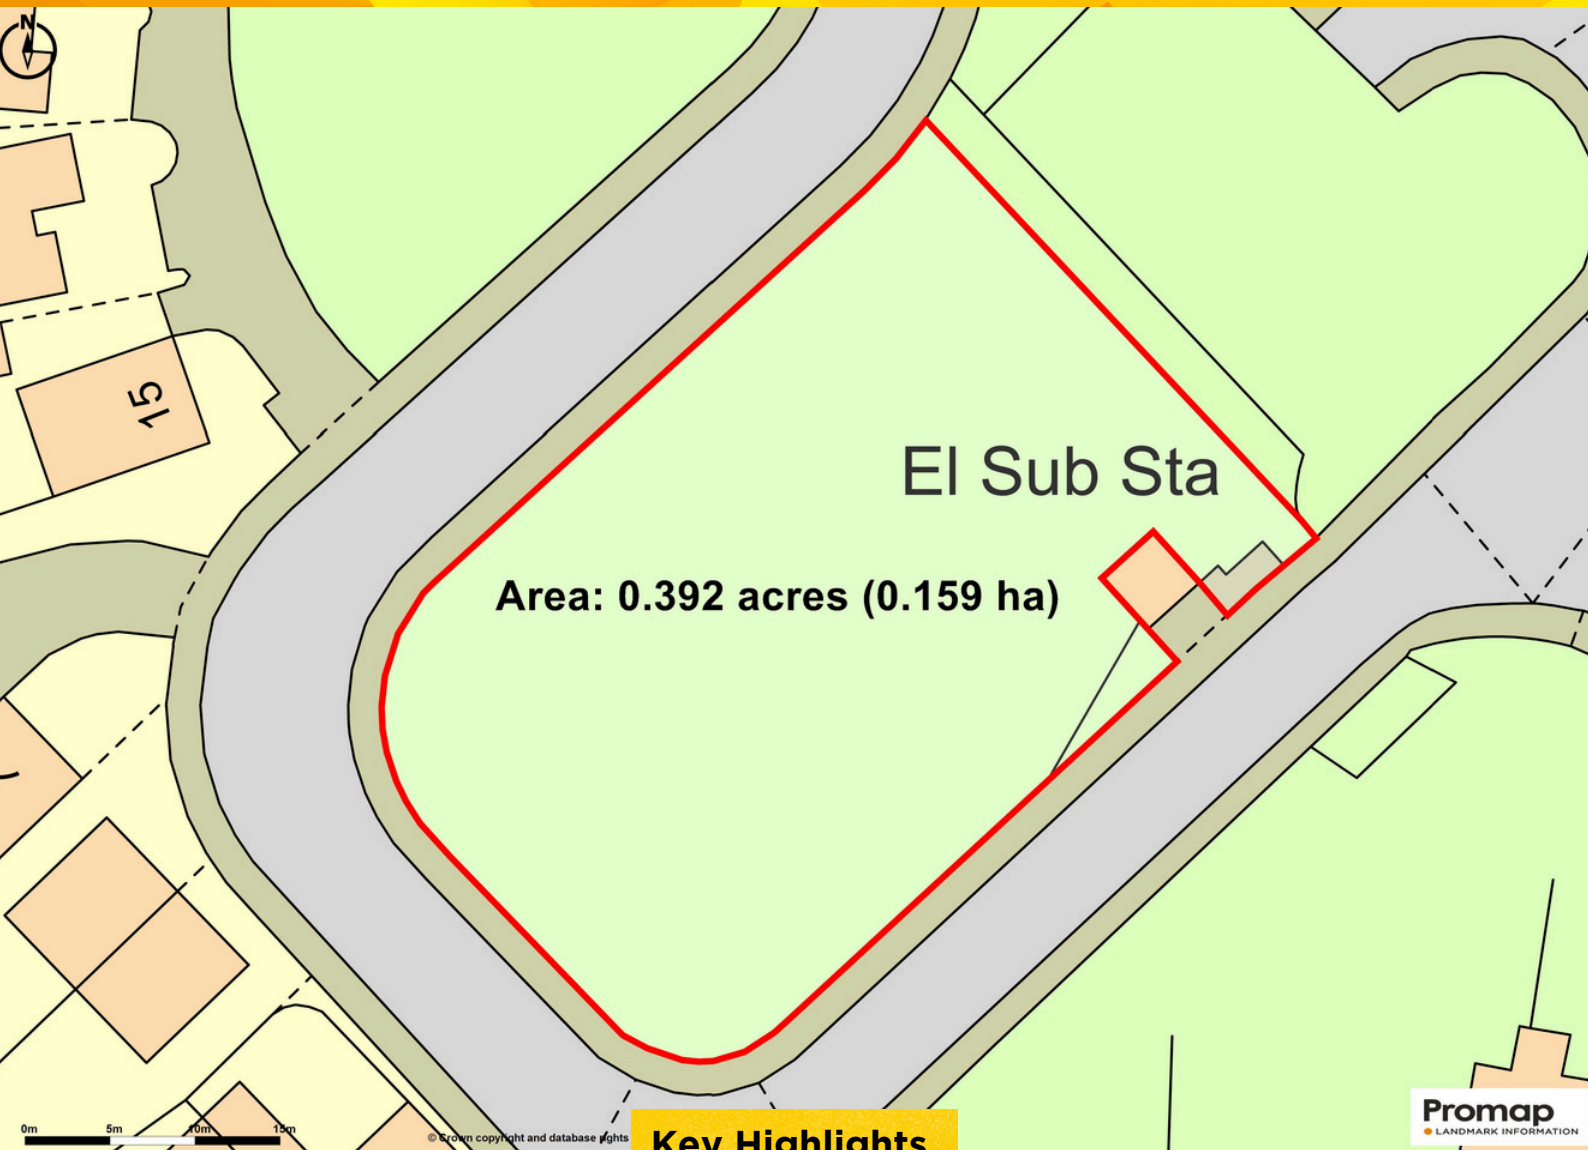 N
15
El Sub Sta
Area: 0.392 acres (0.159 ha)
0m 5m 10m 15m
© Crown copyright and database rights
Key Highlights
Promap
LANDMARK INFORMATION